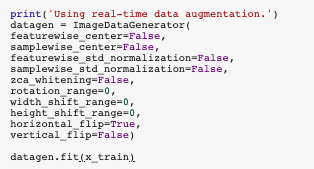 print('Using real-time data augmentation.')
datagen = ImageDataGenerator(
featurewise_center=False,
samplewise_center=False,
featurewise_std_normalization=False,
samplewise_std_normalization=False,
zca_whitening=False,
rotation_range=0,
width_shift_range=0,
height_shift_range=0,
horizontal_flip=True,
vertical_flip=False)
datagen.fit(x_train)